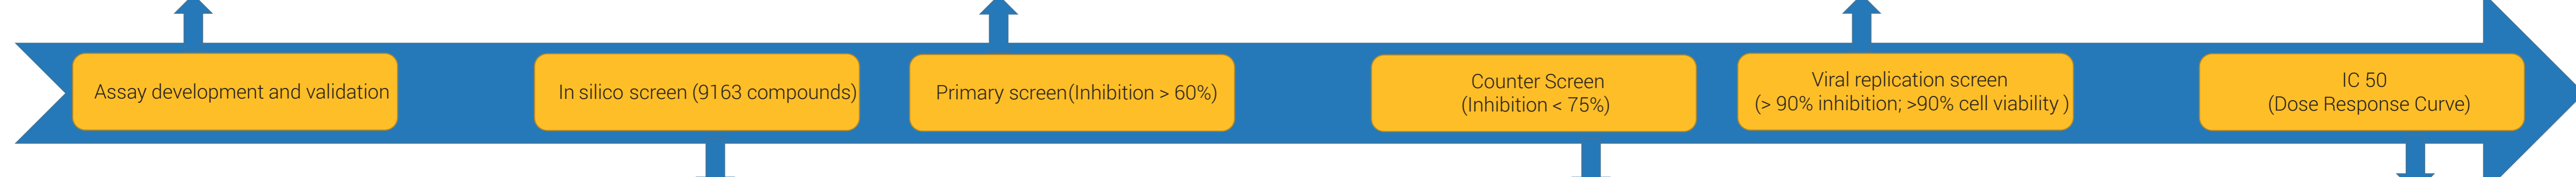 Assay development and validation
In silico screen (9163 compounds)
Primary screen(Inhibition > 60%)
Counter Screen
(Inhibition < 75%)
Viral replication screen
(> 90% inhibition; >90% cell viability )
IC 50
(Dose Response Curve)